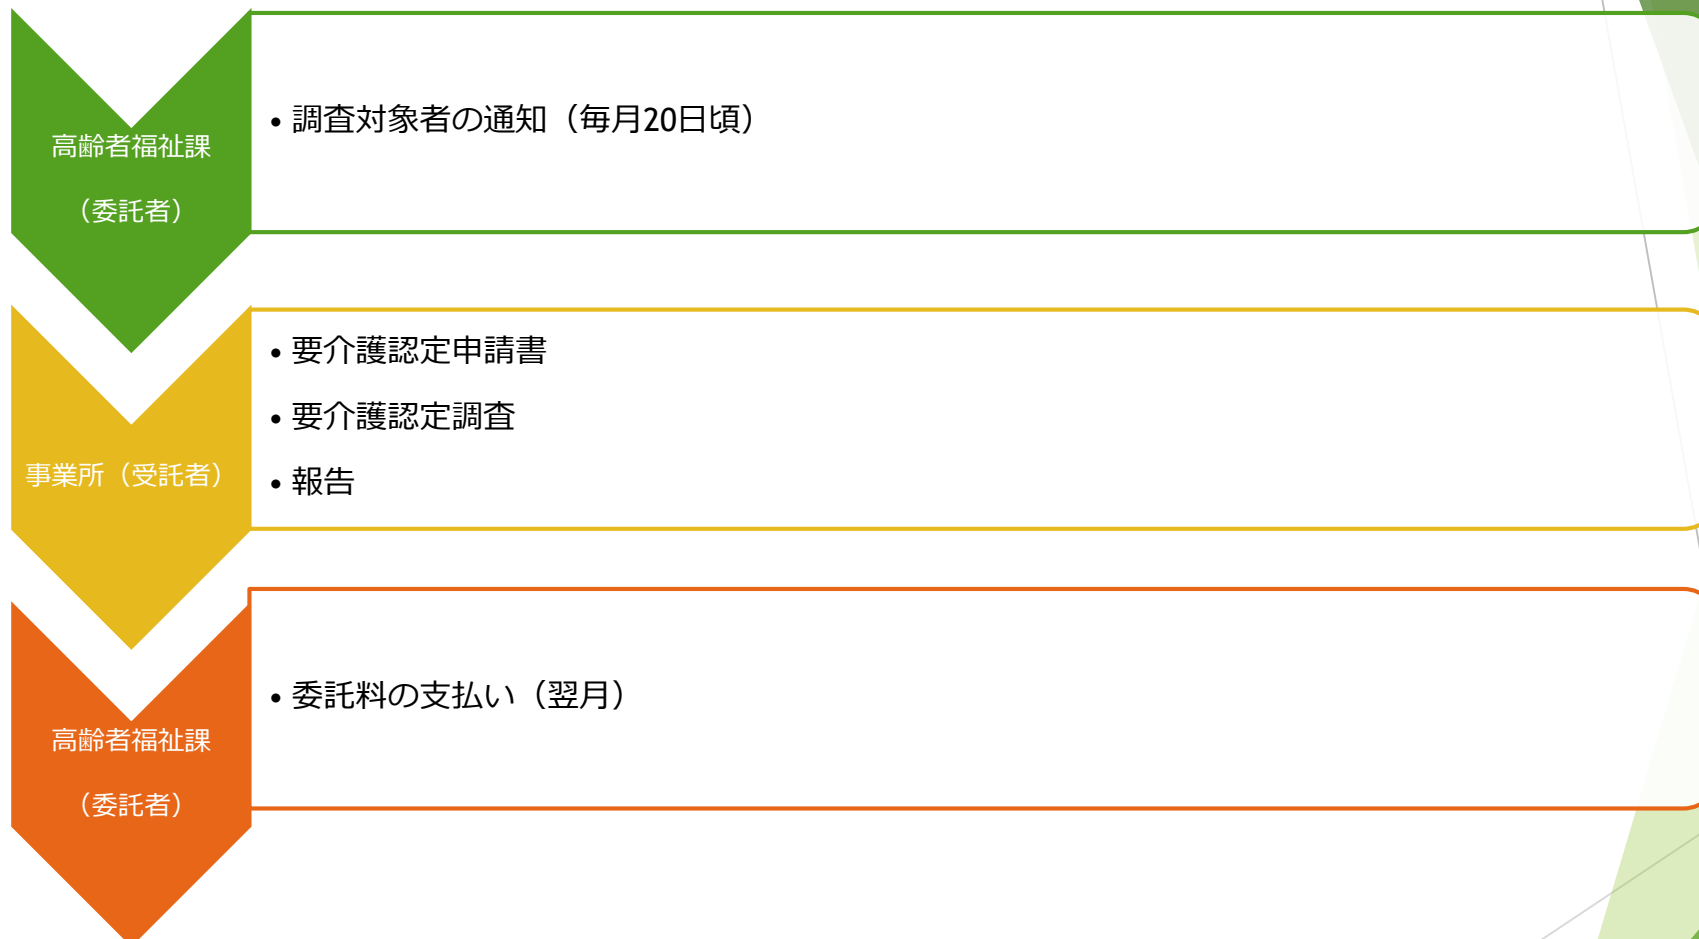 高齢者福祉課
（委託者）
• 調査対象者の通知（毎月20日頃）
事業所（受託者）
• 要介護認定申請書
• 要介護認定調査
• 報告
高齢者福祉課
（委託者）
• 委託料の支払い（翌月）